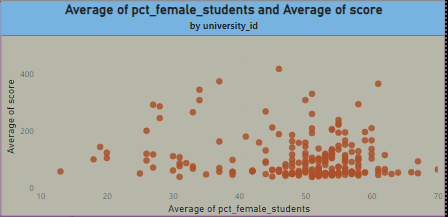 Average of pct_female_students and Average of score
by university_id
Average of score
400
200
0
10
20
30
40
50
60
70
Average of pct_female_students